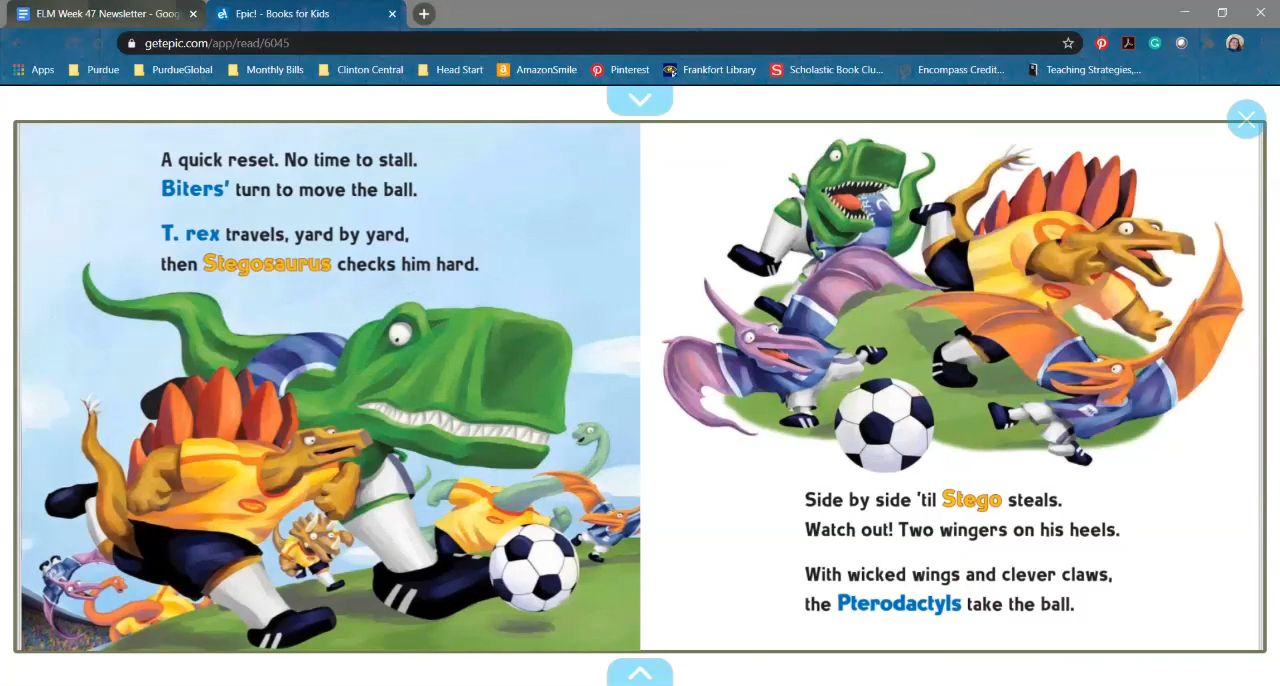 ELM Week 47 Newsletter - Goog
Epic! - Books for Kids
getepic.com/app/read/6045
Apps
Purdue
PurdueGlobal
Monthly Bills
Clinton Central
Head Start
AmazonSmile
Pinterest
Frankfort Library
Scholastic Book Clu...
Encompass Credit...
Teaching Strategies,...
A quick reset. No time to stall.
Biters' turn to move the ball.
T. rex travels, yard by yard,
then Stegosaurus checks him hard.
Side by side 'til Stego steals.
Watch out! Two wingers on his heels.
With wicked wings and clever claws,
the Pterodactyls take the ball.